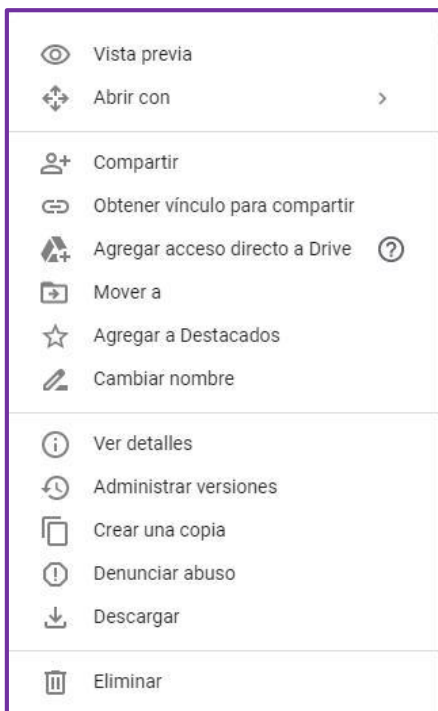 Vista previa
Abrir con
Compartir
Obtener vínculo para compartir
Agregar acceso directo a Drive
Mover a
Agregar a Destacados
Cambiar nombre
Ver detalles
Administrar versiones
Crear una copia
Denunciar abuso
Descargar
Eliminar